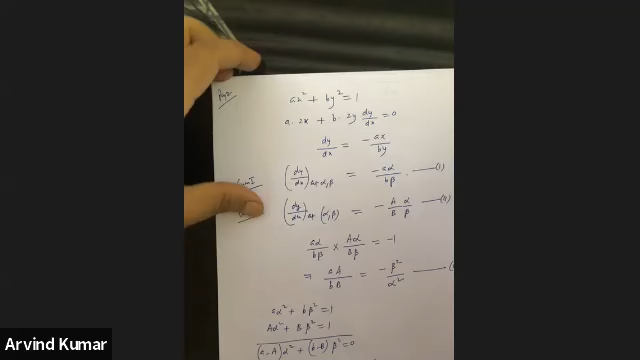 ax² + by² = 1
a·2x + b·2y dy/dx = 0
dy/dx = -ax/by
(dy/dx) at α,β = -aα/bβ . —(I)
(dy/dx) at (α,β) = - A/B α/β —(II)
aα/bβ × Aα/Bβ = -1
⇒ aA/bB = -β²/α² —
aα² + bβ² = 1
Aα² + Bβ² = 1
(a-A)α² + (b-B)β² = 0
Arvind Kumar